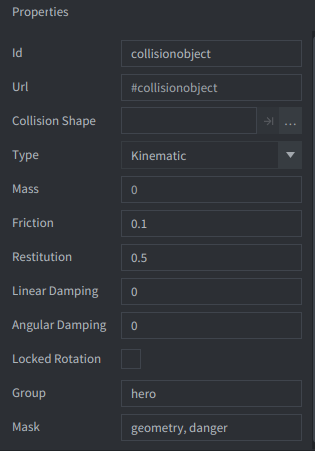 Properties
Id collisionobject
Url #collisionobject
Collision Shape ...
Type Kinematic
Mass 0
Friction 0.1
Restitution 0.5
Linear Damping 0
Angular Damping 0
Locked Rotation
Group hero
Mask geometry, danger